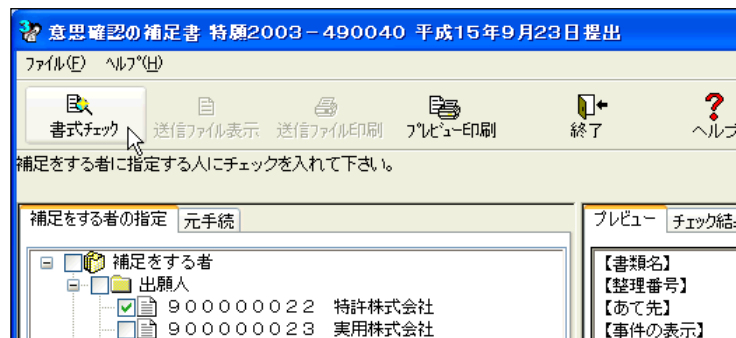 意思確認の補足書 特願2003-490040 平成15年9月23日提出
ファイル(F) ヘルプ(H)
書式チェック 送信ファイル表示 送信ファイル印刷 プレビュー印刷 終了 ヘルプ
補足をする者に指定する人にチェックを入れて下さい。
補足をする者の指定 元手続
プレビュー チェック結
補足をする者
出願人
900000022 特許株式会社
900000023 実用株式会社
【書類名】
【整理番号】
【あて先】
【事件の表示】